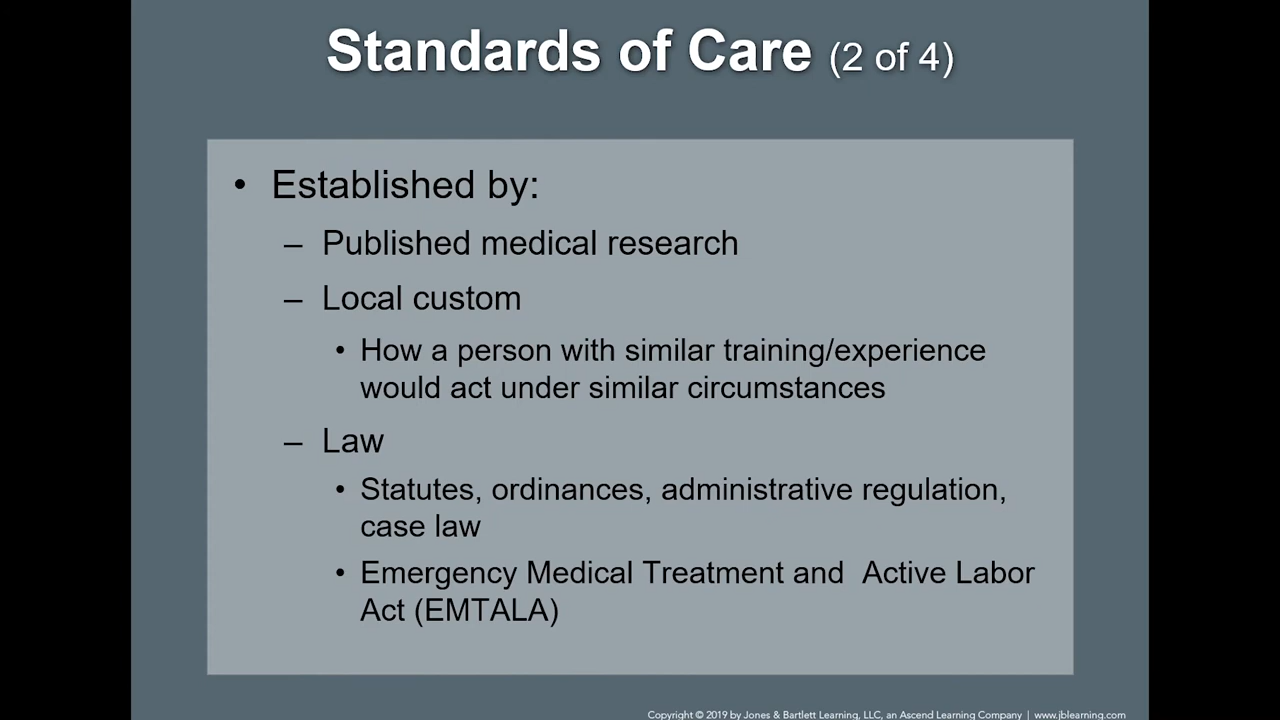 Standards of Care (2 of 4)
• Established by:
– Published medical research
– Local custom
• How a person with similar training/experience
would act under similar circumstances
– Law
• Statutes, ordinances, administrative regulation,
case law
• Emergency Medical Treatment and  Active Labor
Act (EMTALA)
Copyright © 2019 by Jones & Bartlett Learning, LLC, an Ascend Learning Company | www.jblearning.com